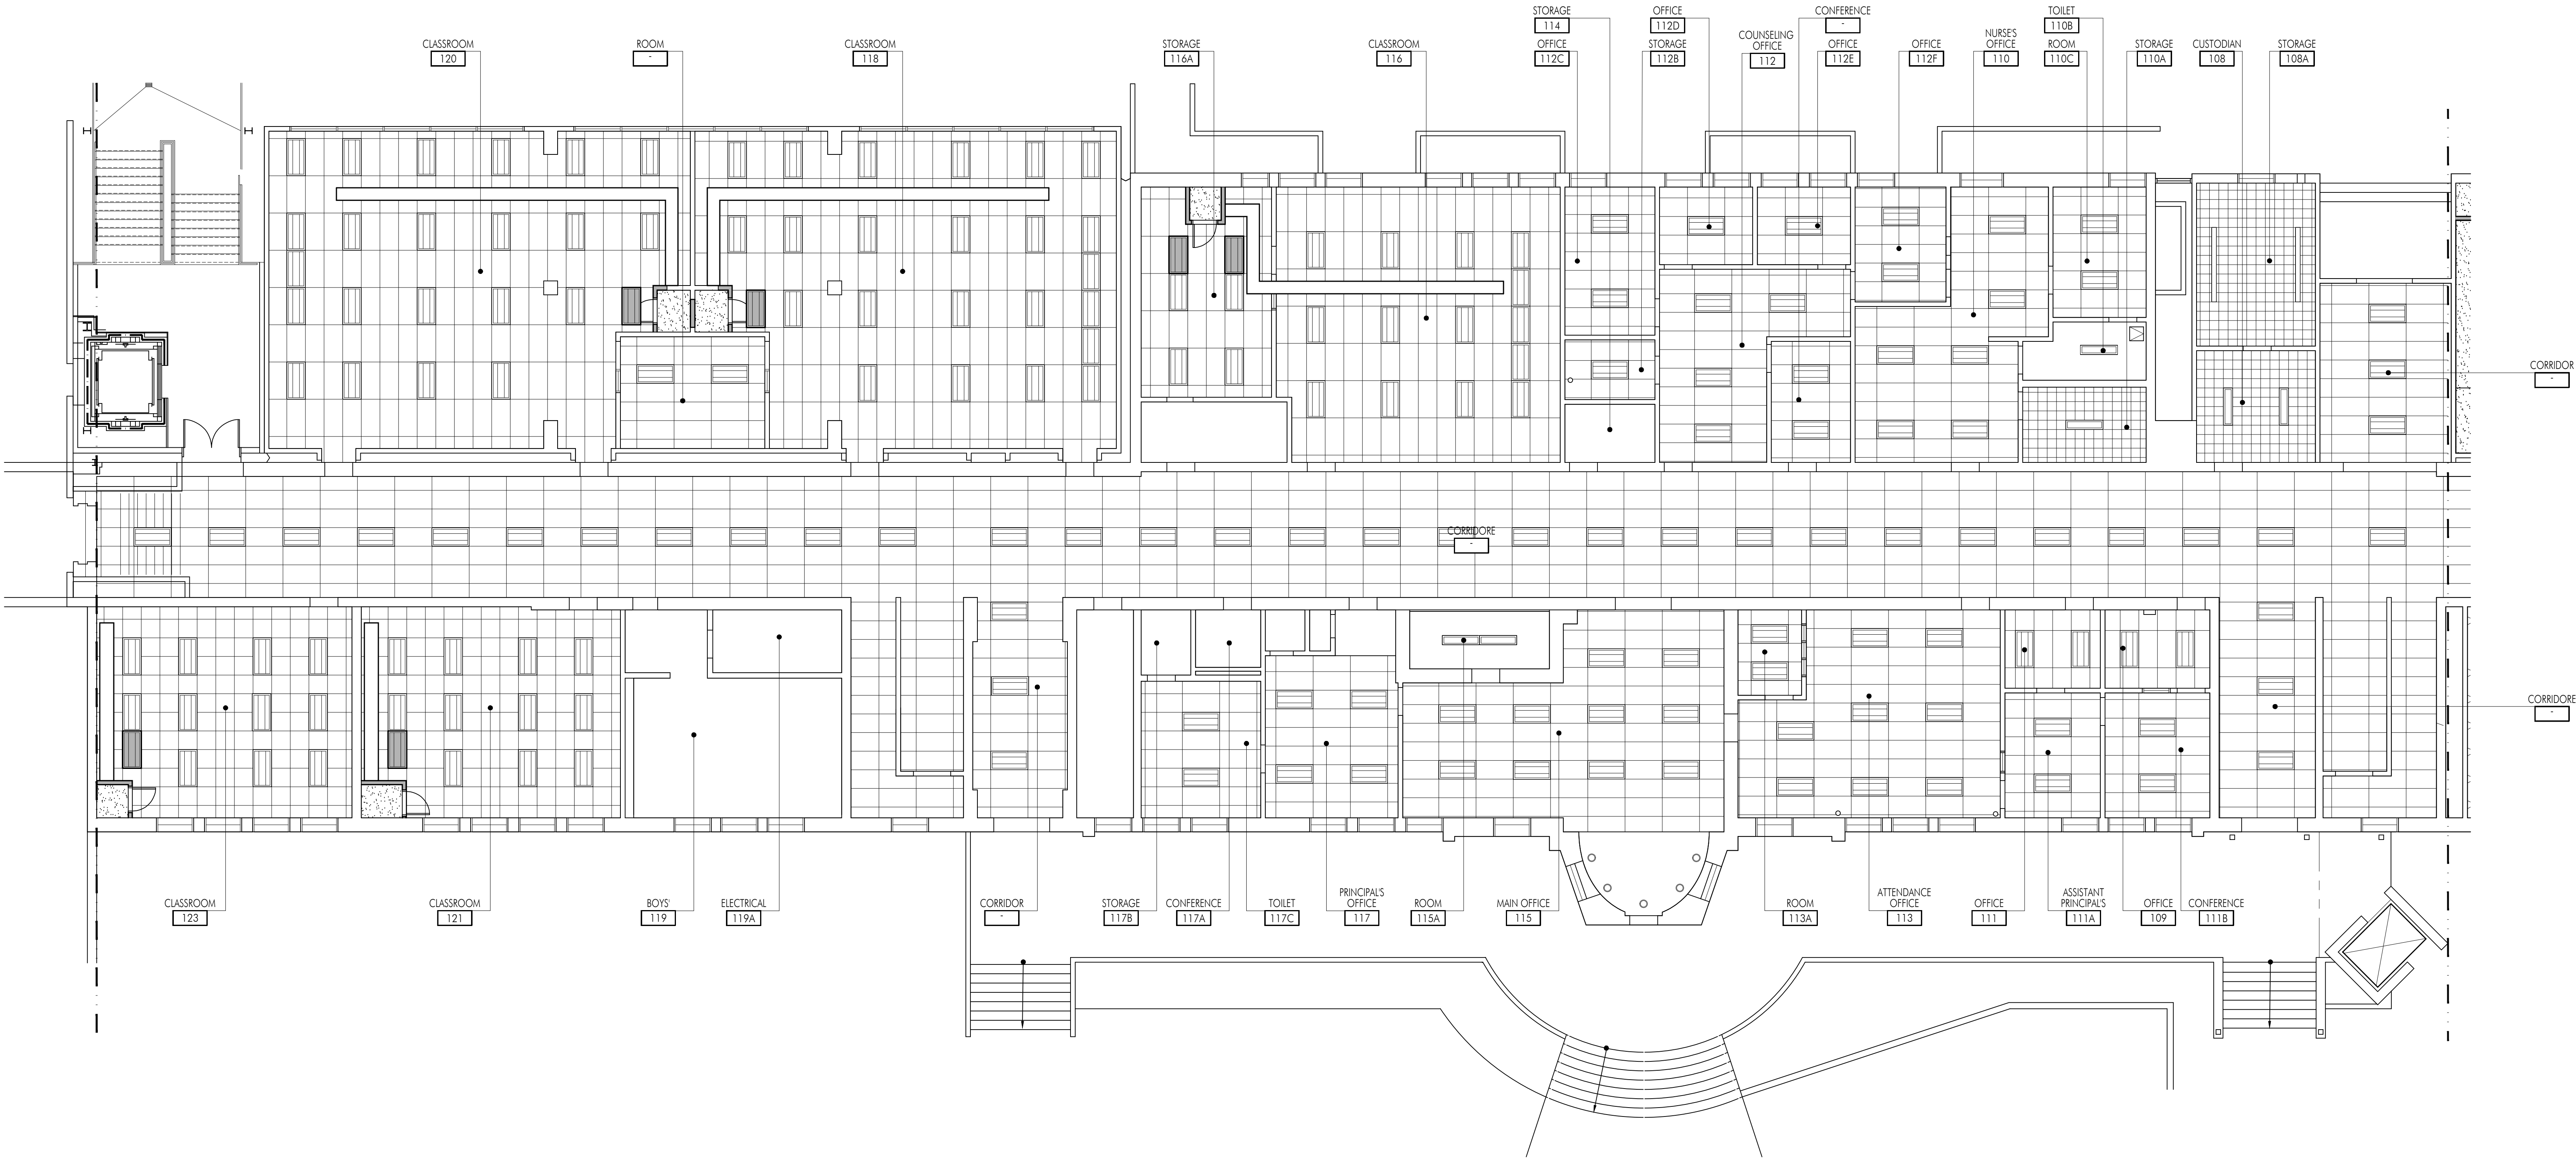 STORAGE
114
OFFICE
112D
CONFERENCE
-
TOILET
110B
CLASSROOM
120
ROOM
-
CLASSROOM
118
STORAGE
116A
CLASSROOM
116
OFFICE
112C
STORAGE
112B
COUNSELING
OFFICE
112
OFFICE
112E
OFFICE
112F
NURSE'S
OFFICE
110
ROOM
110C
STORAGE
110A
CUSTODIAN
108
STORAGE
108A
CORRIDOR
-
CORRIDORE
-
CORRIDORE
-
CLASSROOM
123
CLASSROOM
121
BOYS'
119
ELECTRICAL
119A
CORRIDOR
-
STORAGE
117B
CONFERENCE
117A
TOILET
117C
PRINCIPAL'S
OFFICE
117
ROOM
115A
MAIN OFFICE
115
ROOM
113A
ATTENDANCE
OFFICE
113
OFFICE
111
ASSISTANT
PRINCIPAL'S
111A
OFFICE
109
CONFERENCE
111B